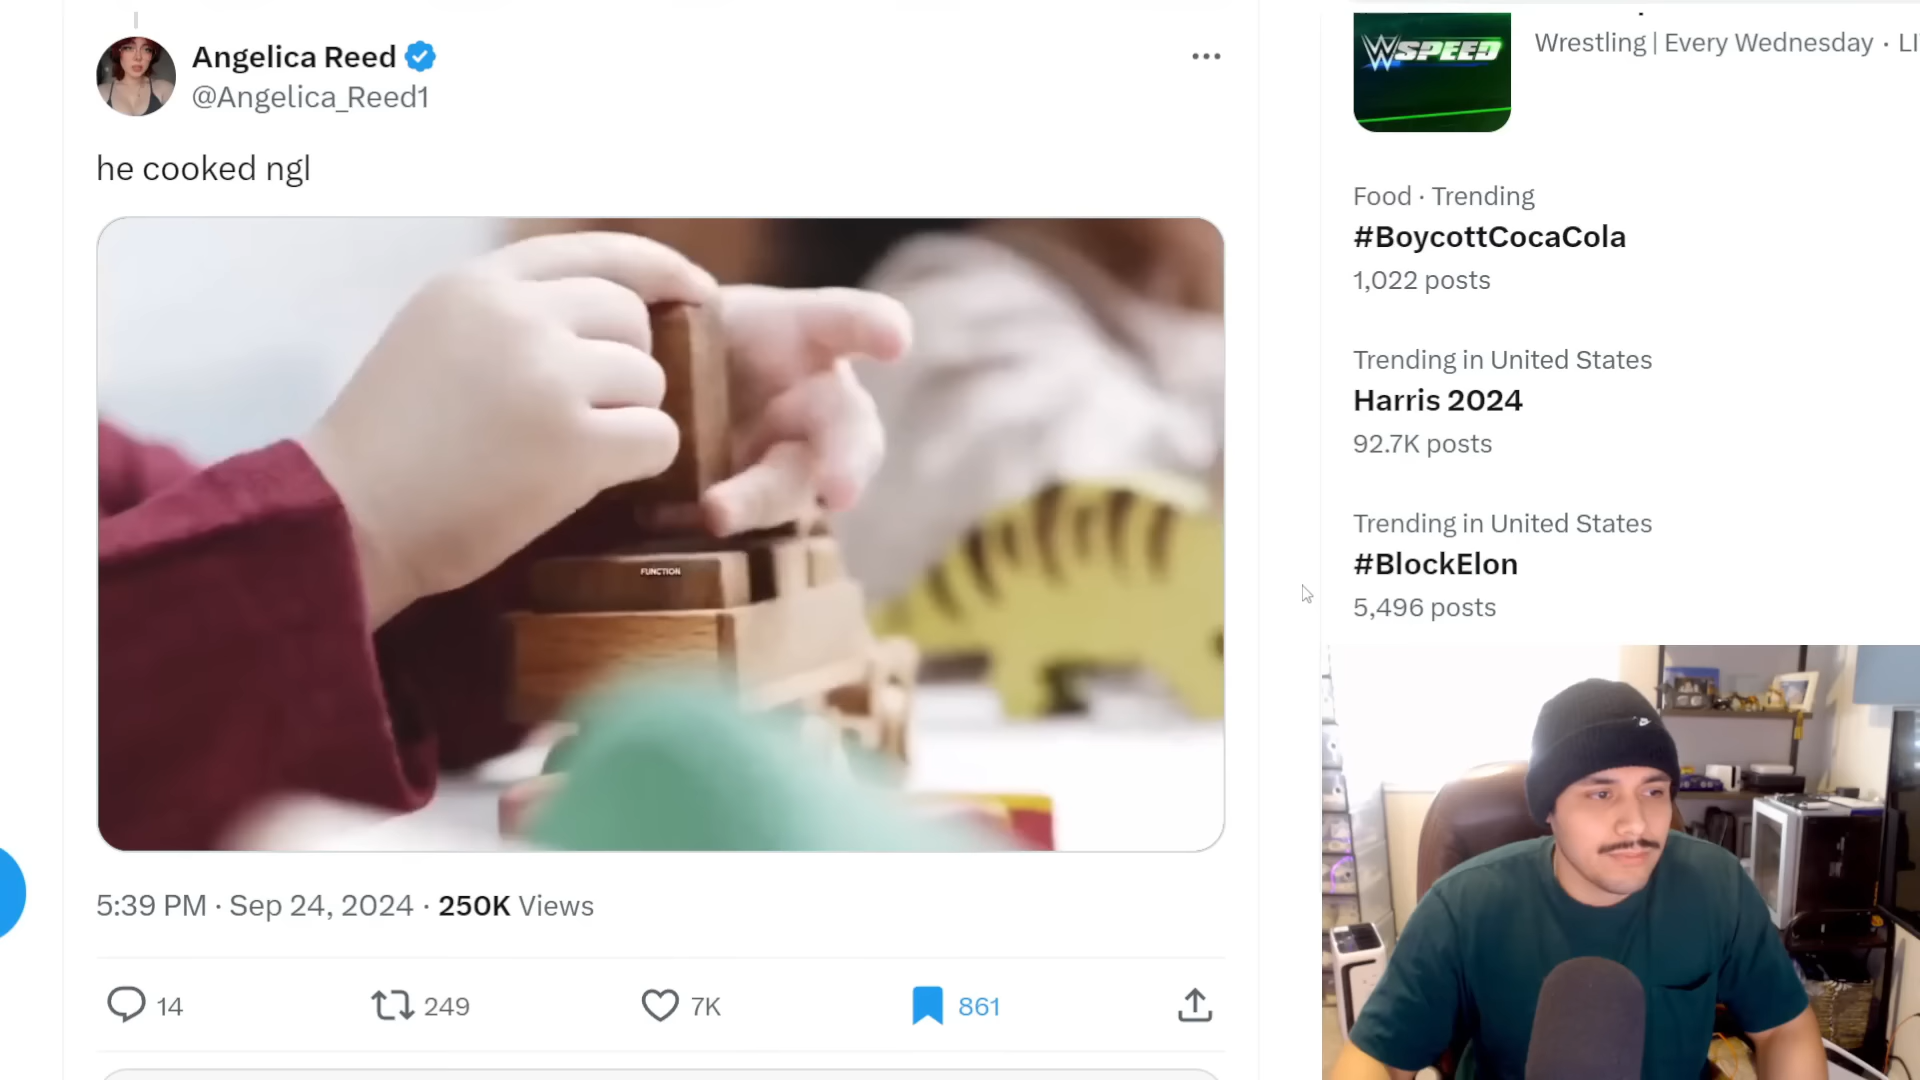 Angelica Reed
@Angelica_Reed1
he cooked ngl
FUNCTION
5:39 PM · Sep 24, 2024 · 250K Views
14
249
7K
861
W SPEED
Wrestling | Every Wednesday · LI
Food · Trending
#BoycottCocaCola
1,022 posts
Trending in United States
Harris 2024
92.7K posts
Trending in United States
#BlockElon
5,496 posts